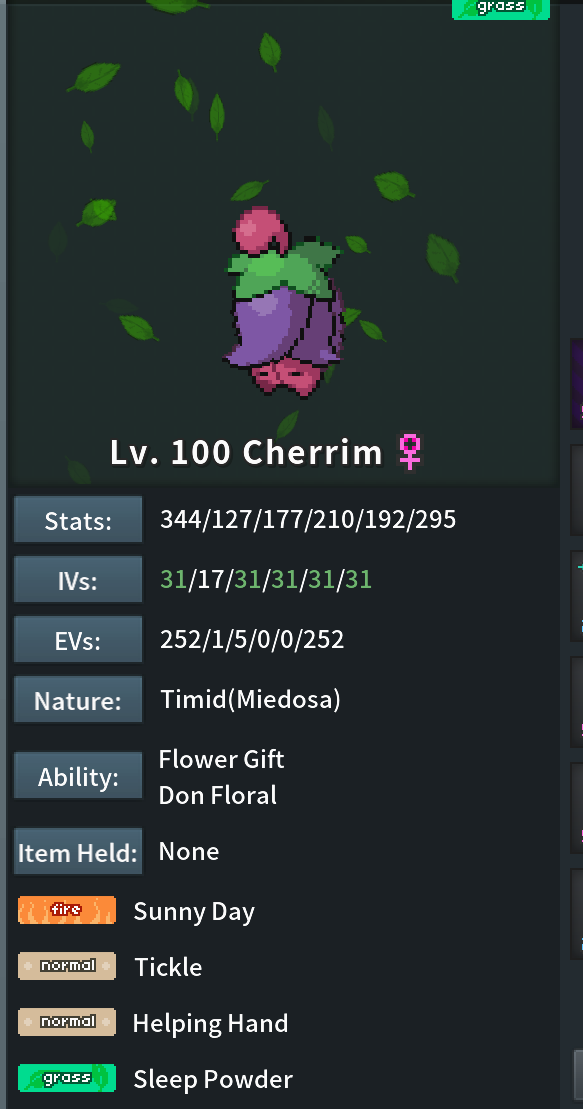 grass
Lv. 100 Cherrim ♀
Stats: 344/127/177/210/192/295
IVs: 31/17/31/31/31/31
EVs: 252/1/5/0/0/252
Nature: Timid(Miedosa)
Ability: Flower Gift
Don Floral
Item Held: None
fire Sunny Day
normal Tickle
normal Helping Hand
grass Sleep Powder